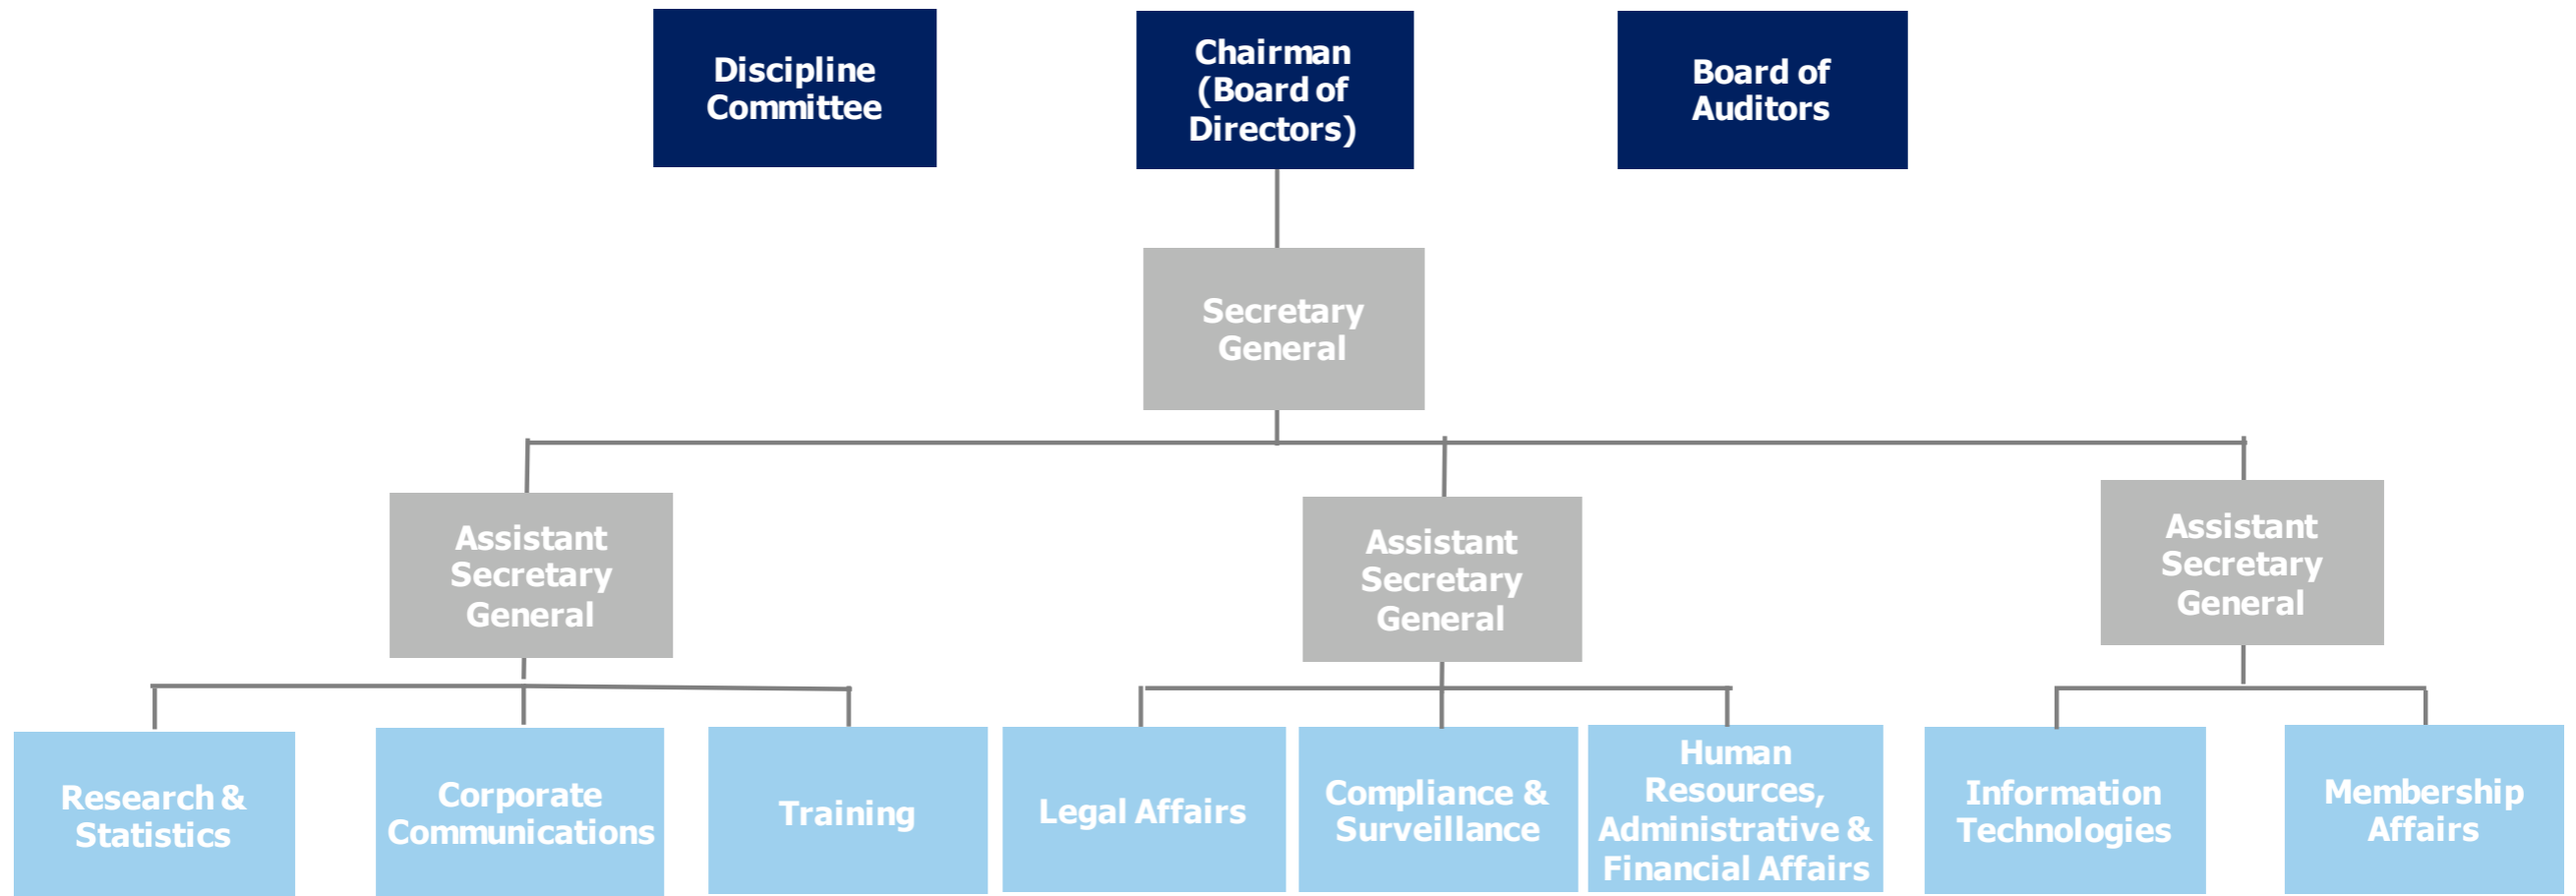 Discipline
Committee
Chairman
(Board of
Directors)
Board of
Auditors
Secretary
General
Assistant
Secretary
General
Assistant
Secretary
General
Assistant
Secretary
General
Research &
Statistics
Corporate
Communications
Training
Legal Affairs
Compliance &
Surveillance
Human
Resources,
Administrative &
Financial Affairs
Information
Technologies
Membership
Affairs